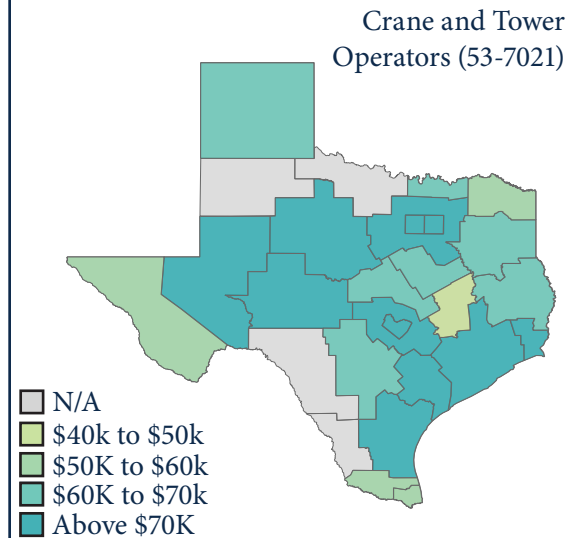 Crane and Tower
Operators (53-7021)
N/A
$40k to $50k
$50K to $60k
$60K to $70k
Above $70K